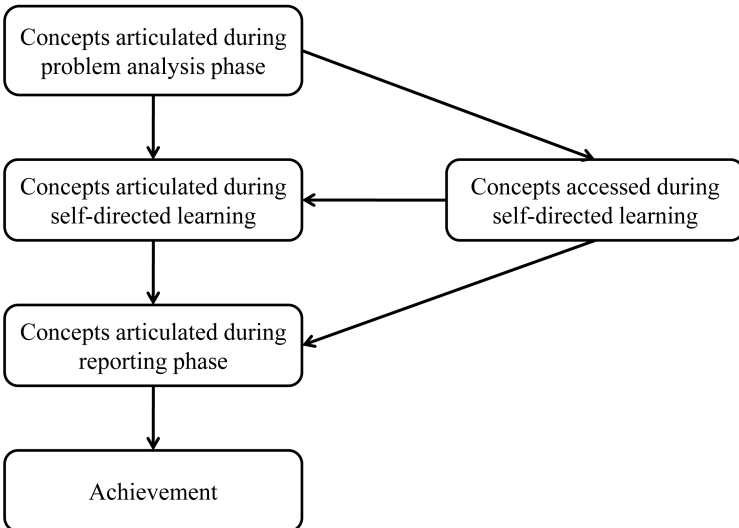 Concepts articulated during
problem analysis phase
Concepts articulated during
self-directed learning
Concepts accessed during
self-directed learning
Concepts articulated during
reporting phase
Achievement